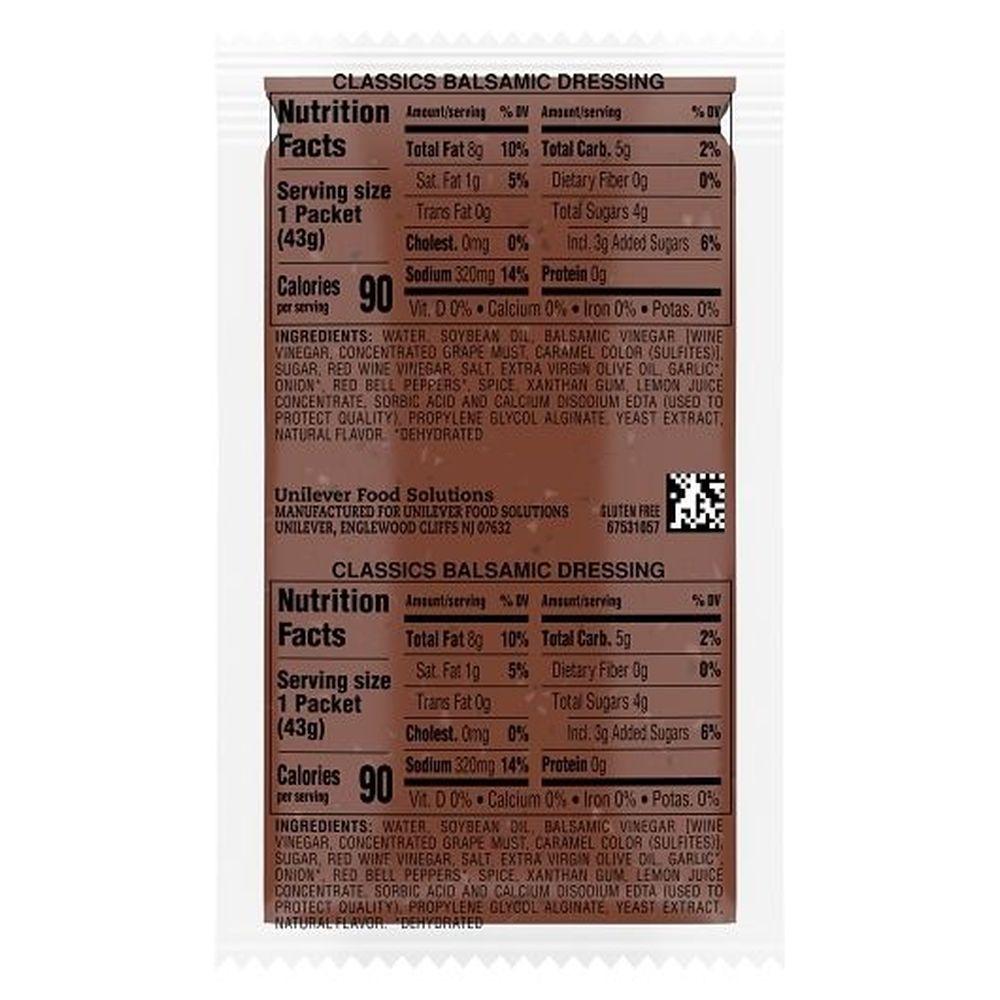 CLASSICS BALSAMIC DRESSING
Nutrition
Facts
Serving size
1 Packet
(43g)
Calories
per serving 90
Amount/serving % DV Amount/serving % DV
Total Fat 8g 10% Total Carb. 5g 2%
Sat. Fat 1g 5% Dietary Fiber 0g 0%
Trans Fat 0g Total Sugars 4g
Cholest. 0mg 0% Incl. 3g Added Sugars 6%
Sodium 320mg 14% Protein 0g
Vit. D 0% • Calcium 0% • Iron 0% • Potas. 0%
INGREDIENTS: WATER, SOYBEAN OIL, BALSAMIC VINEGAR [WINE
VINEGAR, CONCENTRATED GRAPE MUST, CARAMEL COLOR (SULFITES)],
SUGAR, RED WINE VINEGAR, SALT, EXTRA VIRGIN OLIVE OIL, GARLIC*,
ONION*, RED BELL PEPPERS*, SPICE, XANTHAN GUM, LEMON JUICE
CONCENTRATE, SORBIC ACID AND CALCIUM DISODIUM EDTA (USED TO
PROTECT QUALITY), PROPYLENE GLYCOL ALGINATE, YEAST EXTRACT,
NATURAL FLAVOR. *DEHYDRATED
Unilever Food Solutions
MANUFACTURED FOR UNILEVER FOOD SOLUTIONS
UNILEVER, ENGLEWOOD CLIFFS NJ 07632
GLUTEN FREE
67531057
CLASSICS BALSAMIC DRESSING
Nutrition
Facts
Serving size
1 Packet
(43g)
Calories
per serving 90
Amount/serving % DV Amount/serving % DV
Total Fat 8g 10% Total Carb. 5g 2%
Sat. Fat 1g 5% Dietary Fiber 0g 0%
Trans Fat 0g Total Sugars 4g
Cholest. 0mg 0% Incl. 3g Added Sugars 6%
Sodium 320mg 14% Protein 0g
Vit. D 0% • Calcium 0% • Iron 0% • Potas. 0%
INGREDIENTS: WATER, SOYBEAN OIL, BALSAMIC VINEGAR [WINE
VINEGAR, CONCENTRATED GRAPE MUST, CARAMEL COLOR (SULFITES)],
SUGAR, RED WINE VINEGAR, SALT, EXTRA VIRGIN OLIVE OIL, GARLIC*,
ONION*, RED BELL PEPPERS*, SPICE, XANTHAN GUM, LEMON JUICE
CONCENTRATE, SORBIC ACID AND CALCIUM DISODIUM EDTA (USED TO
PROTECT QUALITY), PROPYLENE GLYCOL ALGINATE, YEAST EXTRACT,
NATURAL FLAVOR. *DEHYDRATED